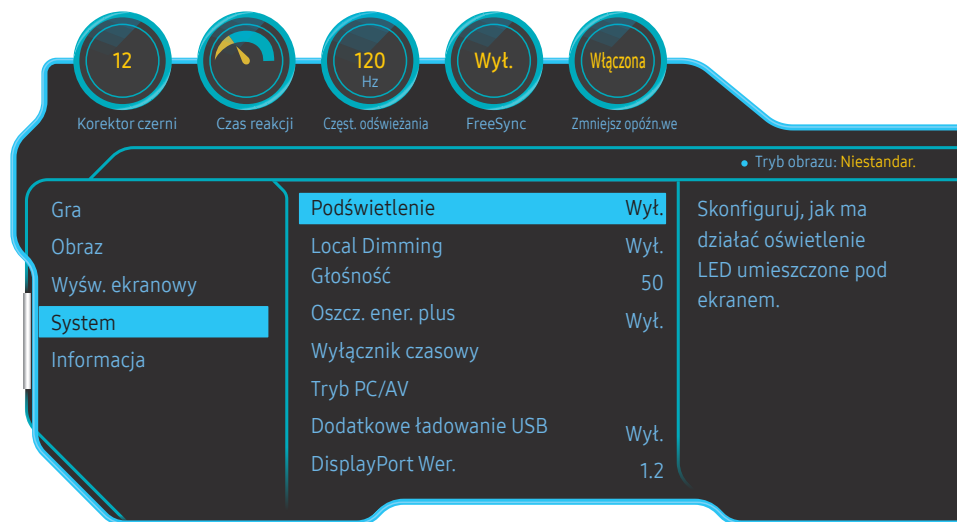 12
120
Hz
Wył.
Włączona
Korektor czerni
Czas reakcji
Częst. odświeżania
FreeSync
Zmniejsz opóźn.we
• Tryb obrazu: Niestandar.
Gra
Obraz
Wyśw. ekranowy
System
Informacja
Podświetlenie Wył.
Local Dimming Wył.
Głośność 50
Oszcz. ener. plus Wył.
Wyłącznik czasowy
Tryb PC/AV
Dodatkowe ładowanie USB Wył.
DisplayPort Wer. 1.2
Skonfiguruj, jak ma
działać oświetlenie
LED umieszczone pod
ekranem.